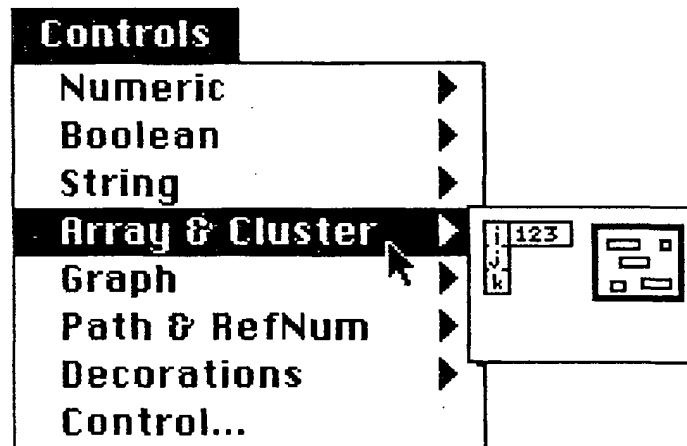 Controls
Numeric
Boolean
String
Array & Cluster
i 123
j
k
Graph
Path & RefNum
Decorations
Control...